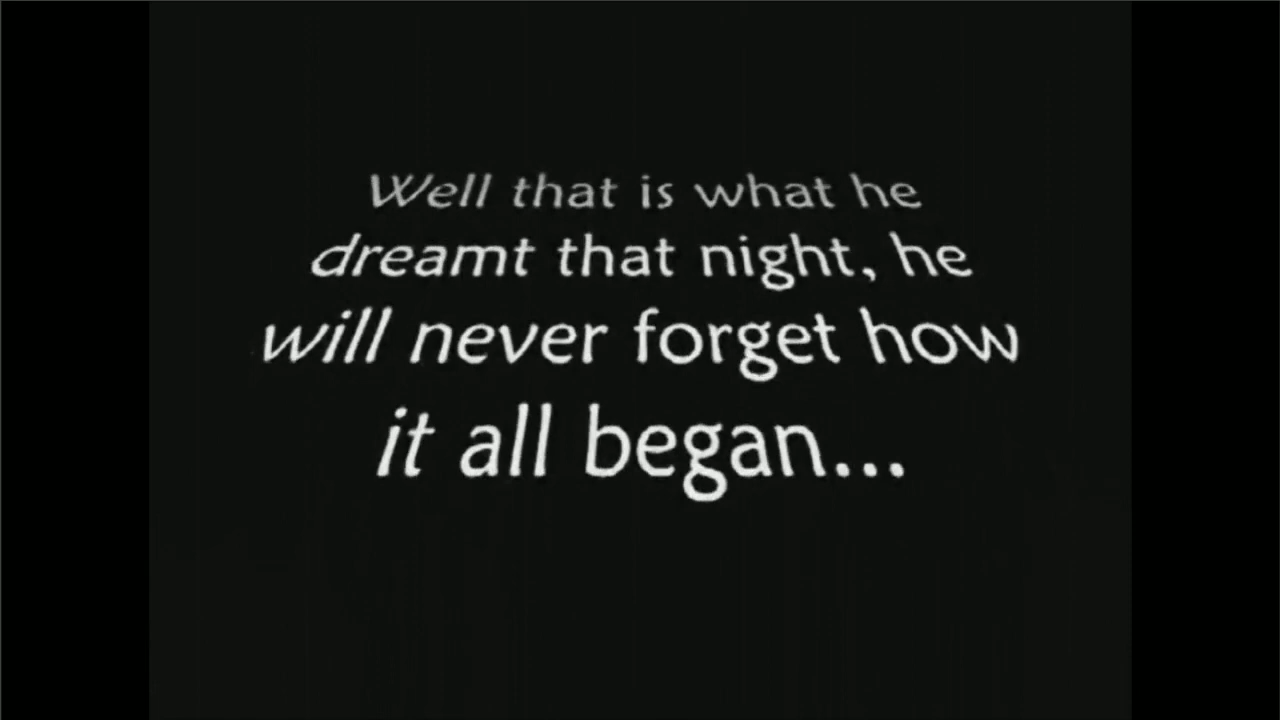 Well that is what he
dreamt that night, he
will never forget how
it all began...